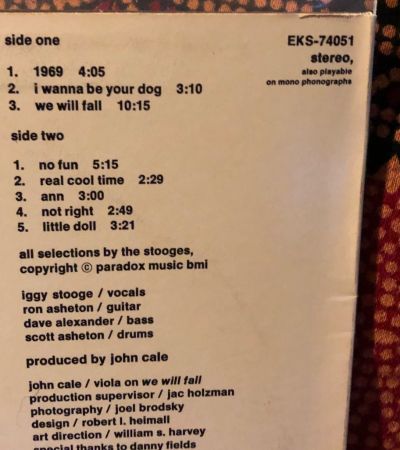 side one
EKS-74051
stereo,
also playable
on mono phonographs
1. 1969 4:05
2. i wanna be your dog 3:10
3. we will fall 10:15
side two
1. no fun 5:15
2. real cool time 2:29
3. ann 3:00
4. not right 2:49
5. little doll 3:21
all selections by the stooges,
copyright © paradox music bmi
iggy stooge / vocals
ron asheton / guitar
dave alexander / bass
scott asheton / drums
produced by john cale
john cale / viola on we will fall
production supervisor / jac holzman
photography / joel brodsky
design / robert l. heimall
art direction / william s. harvey
special thanks to danny fields